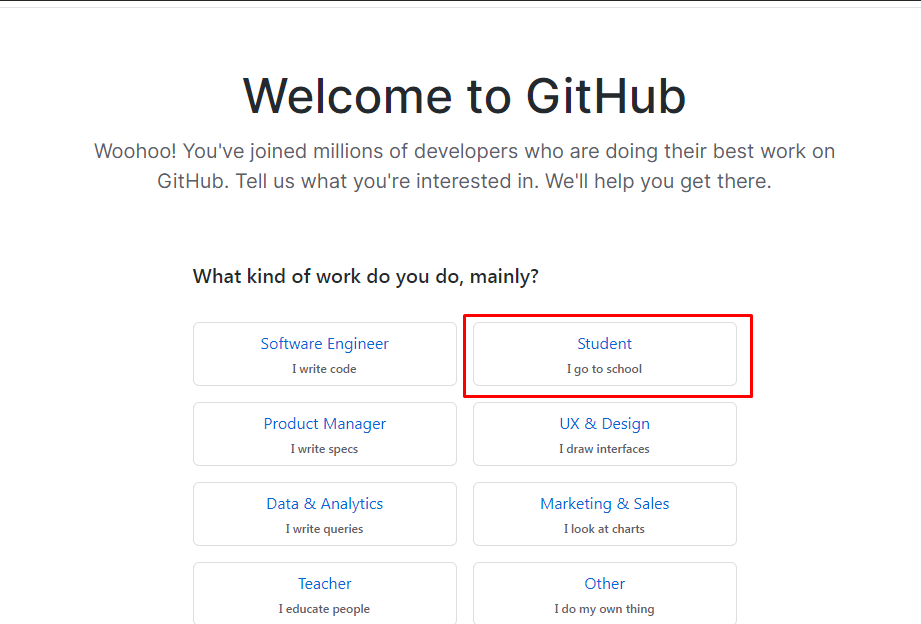 Welcome to GitHub
Woohoo! You've joined millions of developers who are doing their best work on
GitHub. Tell us what you're interested in. We'll help you get there.
What kind of work do you do, mainly?
Software Engineer
I write code
Student
I go to school
Product Manager
I write specs
UX & Design
I draw interfaces
Data & Analytics
I write queries
Marketing & Sales
I look at charts
Teacher
I educate people
Other
I do my own thing